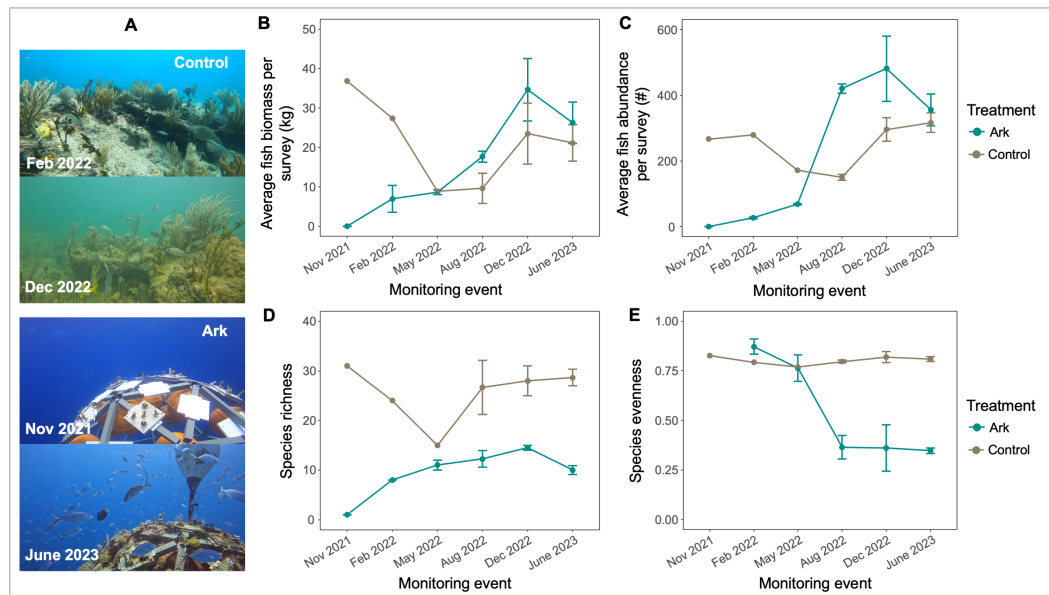 A
Control
Feb 2022
Dec 2022
Ark
Nov 2021
June 2023
B
Average fish biomass per
survey (kg)
50
40
30
20
10
0
Nov 2021
Feb 2022
May 2022
Aug 2022
Dec 2022
June 2023
Monitoring event
C
Average fish abundance
per survey (#)
600
400
200
0
Nov 2021
Feb 2022
May 2022
Aug 2022
Dec 2022
June 2023
Monitoring event
Treatment
Ark
Control
D
Species richness
40
30
20
10
0
Nov 2021
Feb 2022
May 2022
Aug 2022
Dec 2022
June 2023
Monitoring event
E
Species evenness
1.00
0.75
0.50
0.25
0.00
Nov 2021
Feb 2022
May 2022
Aug 2022
Dec 2022
June 2023
Monitoring event
Treatment
Ark
Control